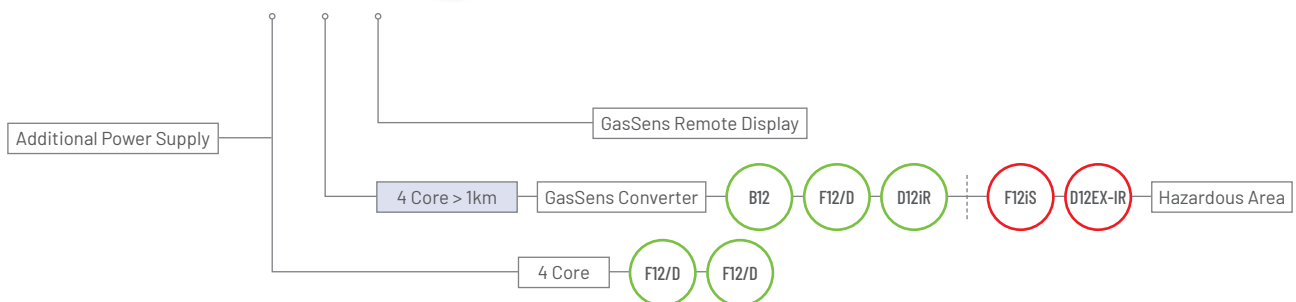 GasSens Remote Display
Additional Power Supply
4 Core > 1km
GasSens Converter
B12
F12/D
D12iR
F12iS
D12EX-IR
Hazardous Area
4 Core
F12/D
F12/D